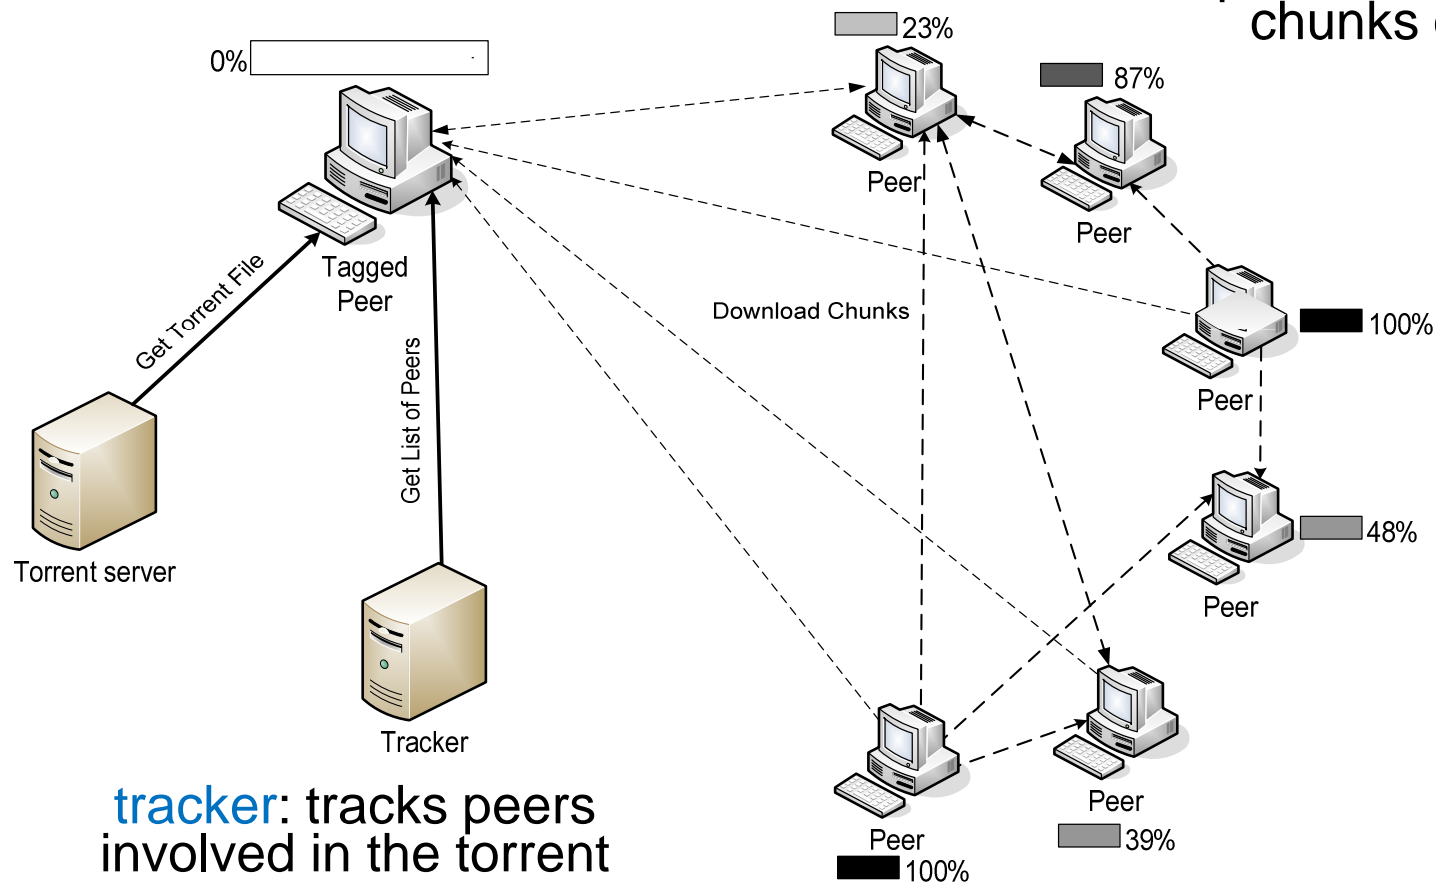 chunks
23%
0%
87%
Peer
Peer
Tagged
Peer
Get Torrent File
Download Chunks
100%
Peer
Get List of Peers
48%
Torrent server
Peer
Tracker
Peer
39%
tracker: tracks peers
involved in the torrent
Peer
100%